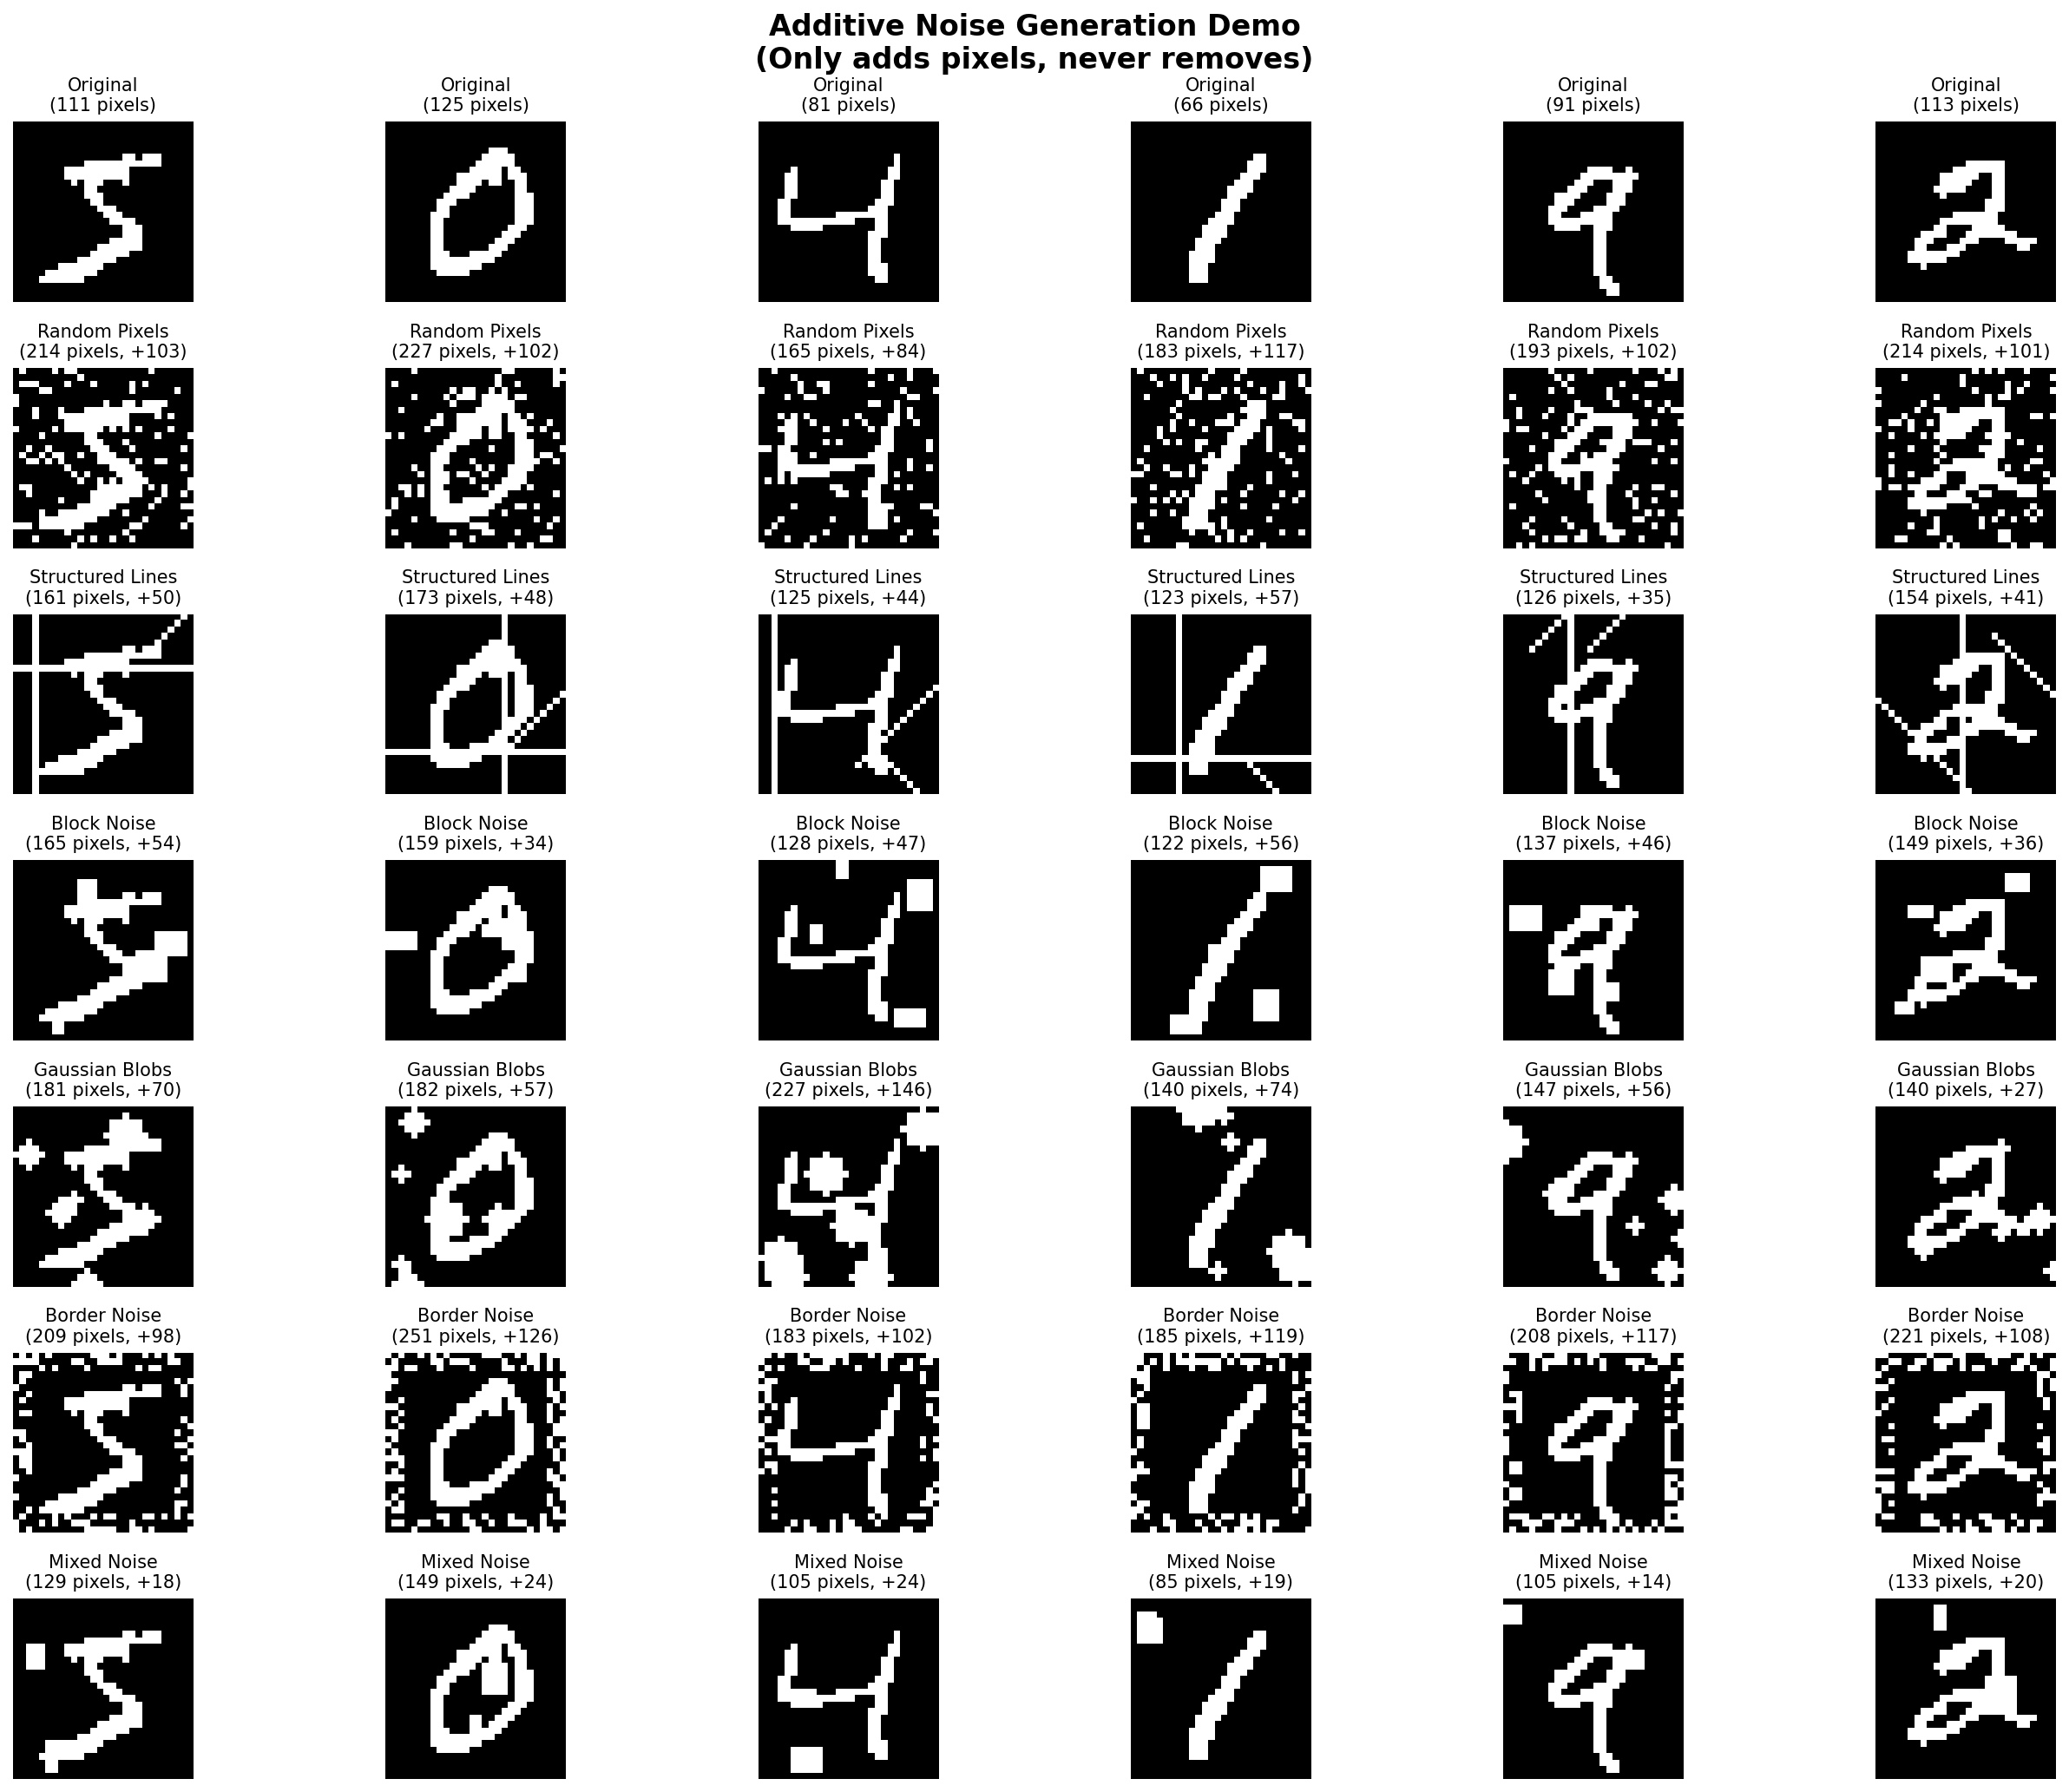 Additive Noise Generation Demo
(Only adds pixels, never removes)
Original Original Original Original Original Original
(111 pixels) (125 pixels) (81 pixels) (66 pixels) (91 pixels) (113 pixels)
Random Pixels Random Pixels Random Pixels Random Pixels Random Pixels Random Pixels
(214 pixels, +103) (227 pixels, +102) (165 pixels, +84) (183 pixels, +117) (193 pixels, +102) (214 pixels, +101)
Structured Lines Structured Lines Structured Lines Structured Lines Structured Lines Structured Lines
(161 pixels, +50) (173 pixels, +48) (125 pixels, +44) (123 pixels, +57) (126 pixels, +35) (154 pixels, +41)
Block Noise Block Noise Block Noise Block Noise Block Noise Block Noise
(165 pixels, +54) (159 pixels, +34) (128 pixels, +47) (122 pixels, +56) (137 pixels, +46) (149 pixels, +36)
Gaussian Blobs Gaussian Blobs Gaussian Blobs Gaussian Blobs Gaussian Blobs Gaussian Blobs
(181 pixels, +70) (182 pixels, +57) (227 pixels, +146) (140 pixels, +74) (147 pixels, +56) (140 pixels, +27)
Border Noise Border Noise Border Noise Border Noise Border Noise Border Noise
(209 pixels, +98) (251 pixels, +126) (183 pixels, +102) (185 pixels, +119) (208 pixels, +117) (221 pixels, +108)
Mixed Noise Mixed Noise Mixed Noise Mixed Noise Mixed Noise Mixed Noise
(129 pixels, +18) (149 pixels, +24) (105 pixels, +24) (85 pixels, +19) (105 pixels, +14) (133 pixels, +20)